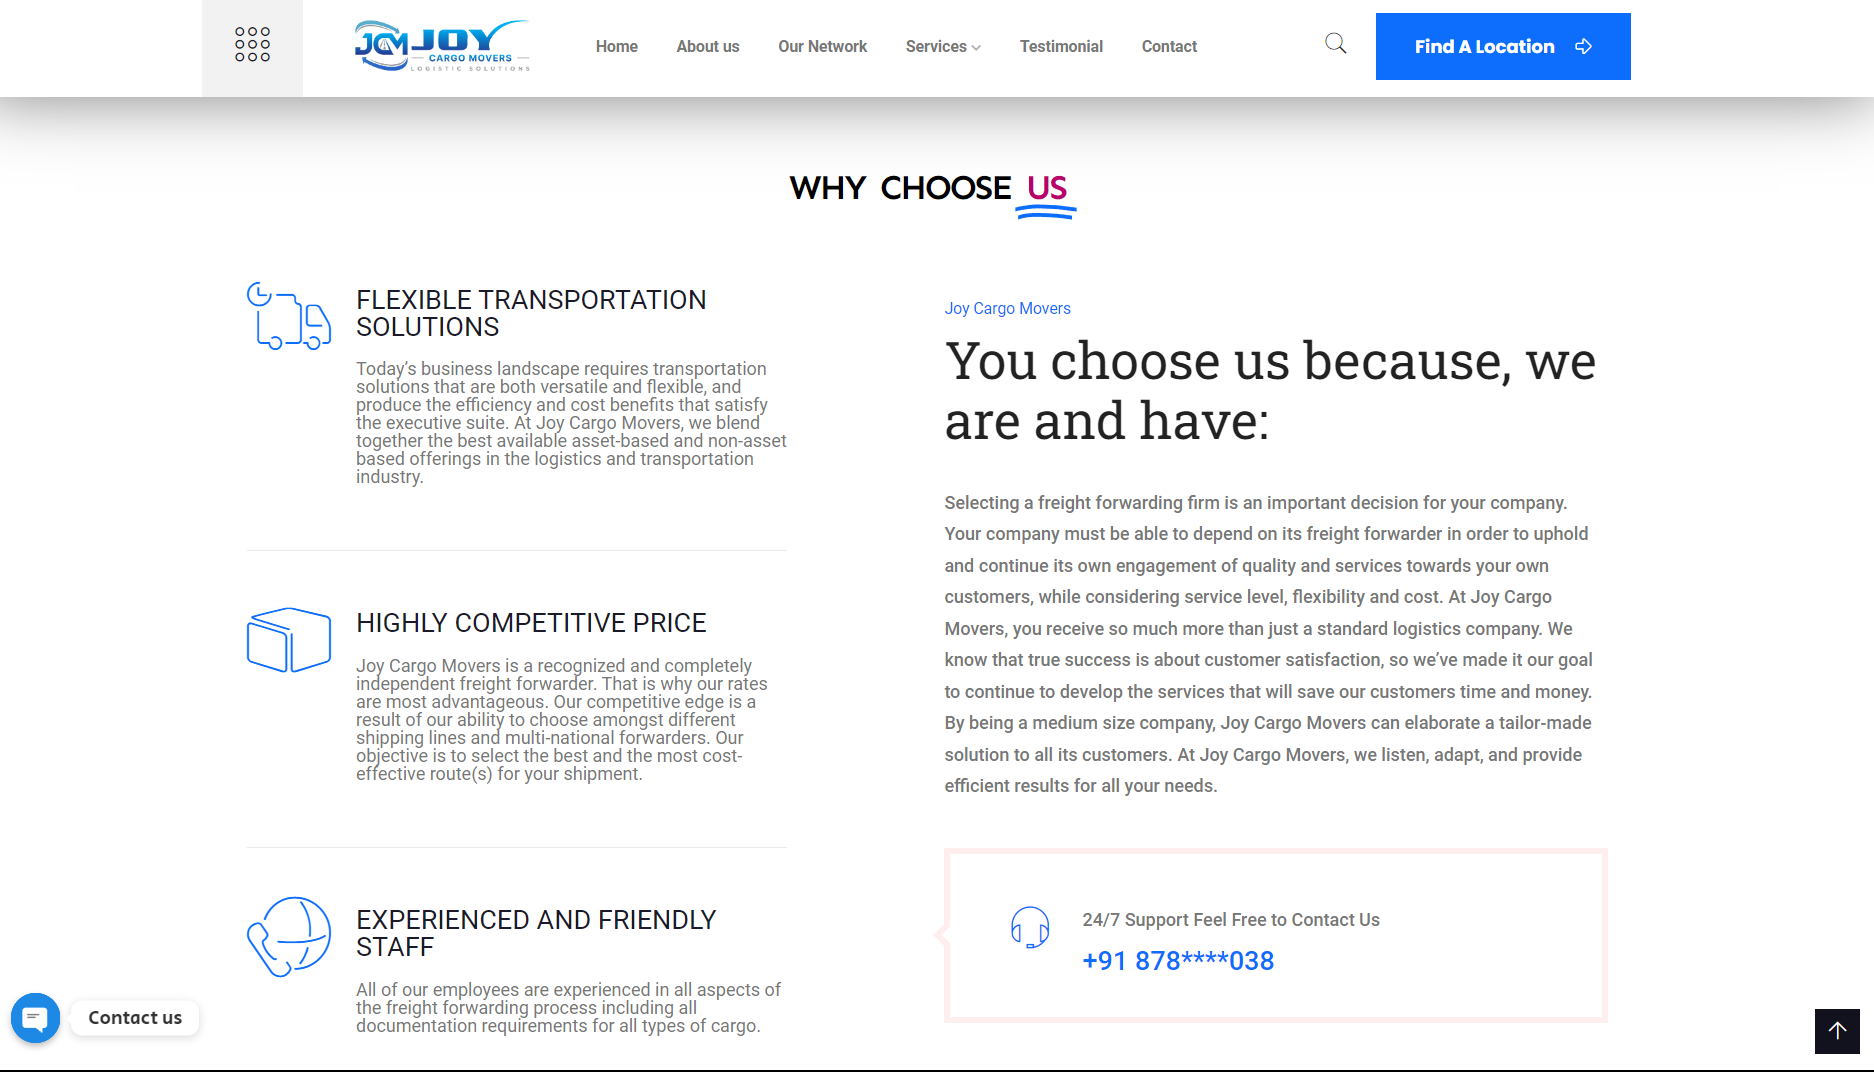 JCM JOY
CARGO MOVERS
LOGISTIC SOLUTIONS
Home
About us
Our Network
Services
Testimonial
Contact
Find A Location
WHY CHOOSE US
FLEXIBLE TRANSPORTATION
SOLUTIONS
Today’s business landscape requires transportation
solutions that are both versatile and flexible, and
produce the efficiency and cost benefits that satisfy
the executive suite. At Joy Cargo Movers, we blend
together the best available asset-based and non-asset
based offerings in the logistics and transportation
industry.
HIGHLY COMPETITIVE PRICE
Joy Cargo Movers is a recognized and completely
independent freight forwarder. That is why our rates
are most advantageous. Our competitive edge is a
result of our ability to choose amongst different
shipping lines and multi-national forwarders. Our
objective is to select the best and the most cost-
effective route(s) for your shipment.
EXPERIENCED AND FRIENDLY
STAFF
All of our employees are experienced in all aspects of
the freight forwarding process including all
documentation requirements for all types of cargo.
Joy Cargo Movers
You choose us because, we
are and have:
Selecting a freight forwarding firm is an important decision for your company.
Your company must be able to depend on its freight forwarder in order to uphold
and continue its own engagement of quality and services towards your own
customers, while considering service level, flexibility and cost. At Joy Cargo
Movers, you receive so much more than just a standard logistics company. We
know that true success is about customer satisfaction, so we’ve made it our goal
to continue to develop the services that will save our customers time and money.
By being a medium size company, Joy Cargo Movers can elaborate a tailor-made
solution to all its customers. At Joy Cargo Movers, we listen, adapt, and provide
efficient results for all your needs.
24/7 Support Feel Free to Contact Us
+91 878****038
Contact us